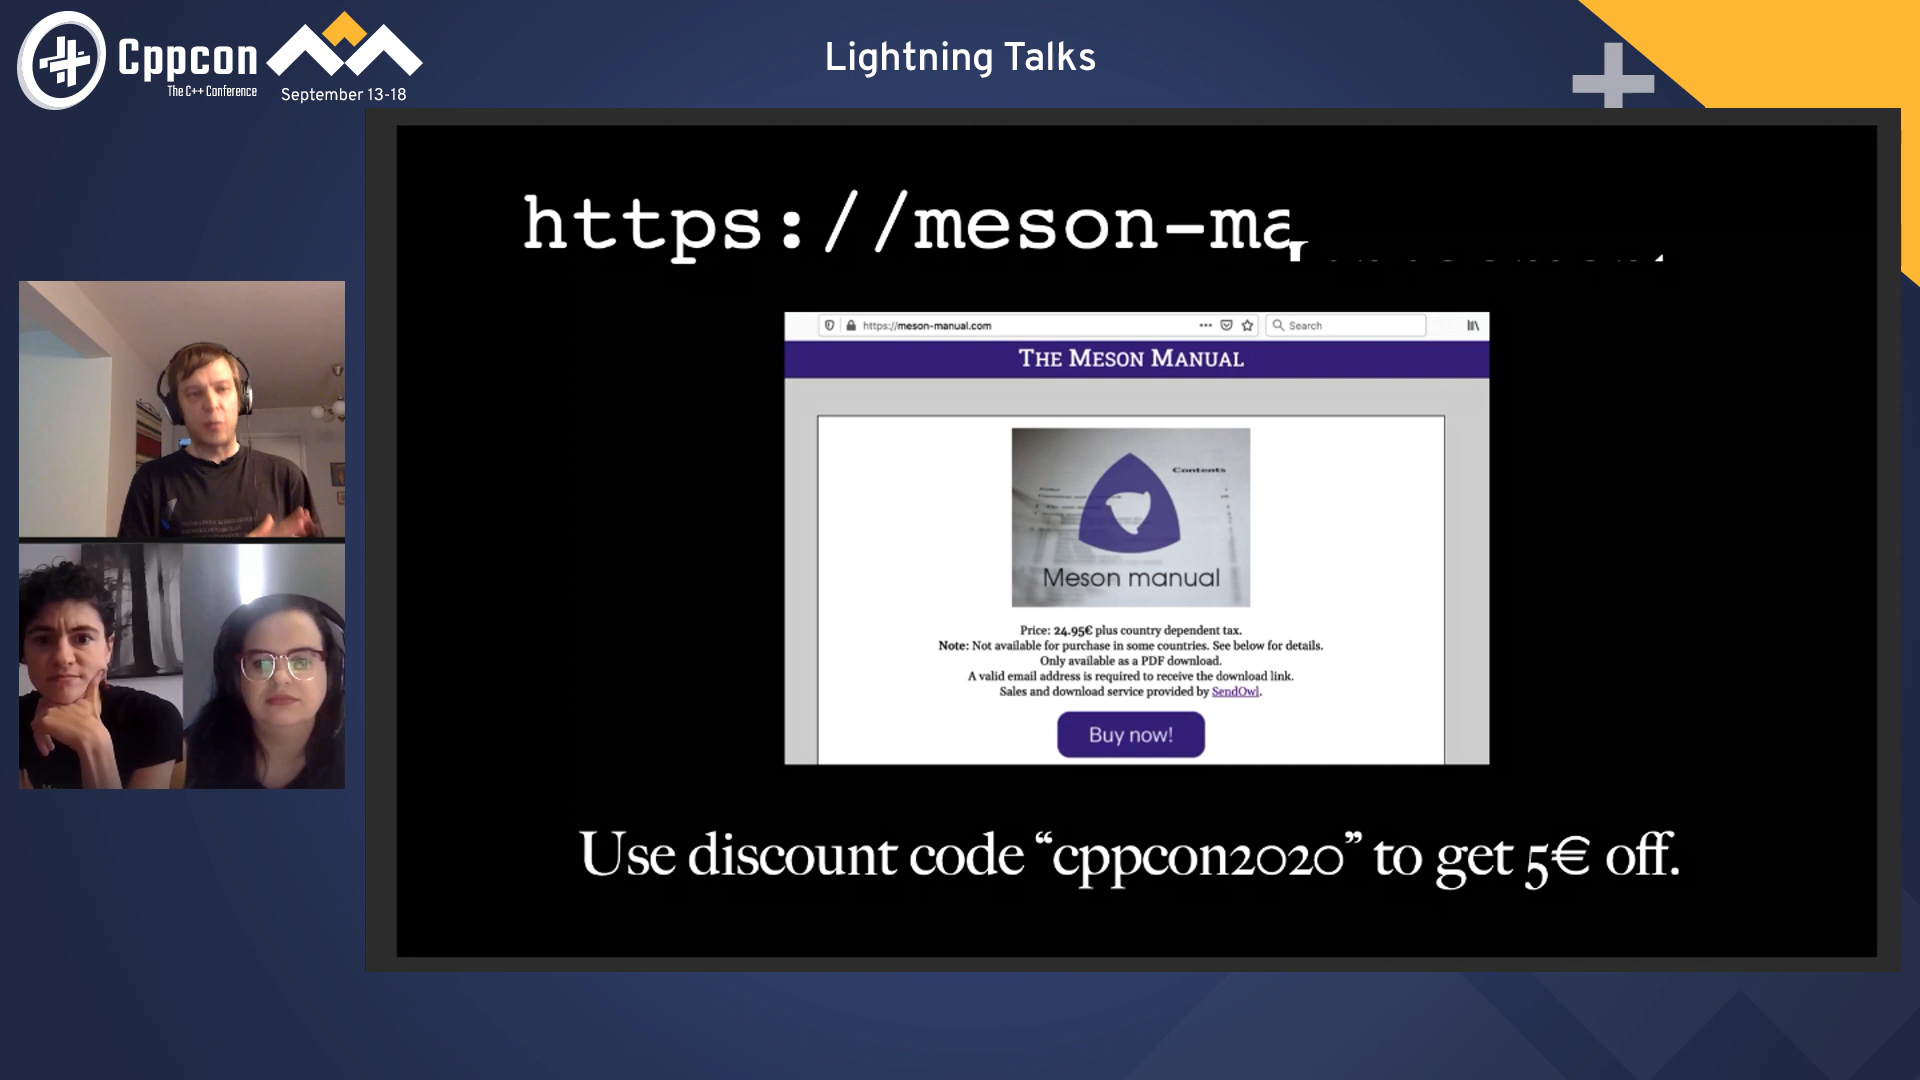 Cppcon
The C++ Conference
September 13-18
Lightning Talks
https://meson-ma
https://meson-manual.com
Search
THE MESON MANUAL
Contents
Meson manual
Price: 24.95€ plus country dependent tax.
Note: Not available for purchase in some countries. See below for details.
Only available as a PDF download.
A valid email address is required to receive the download link.
Sales and download service provided by SendOwl.
Buy now!
Use discount code “cppcon2020” to get 5€ off.